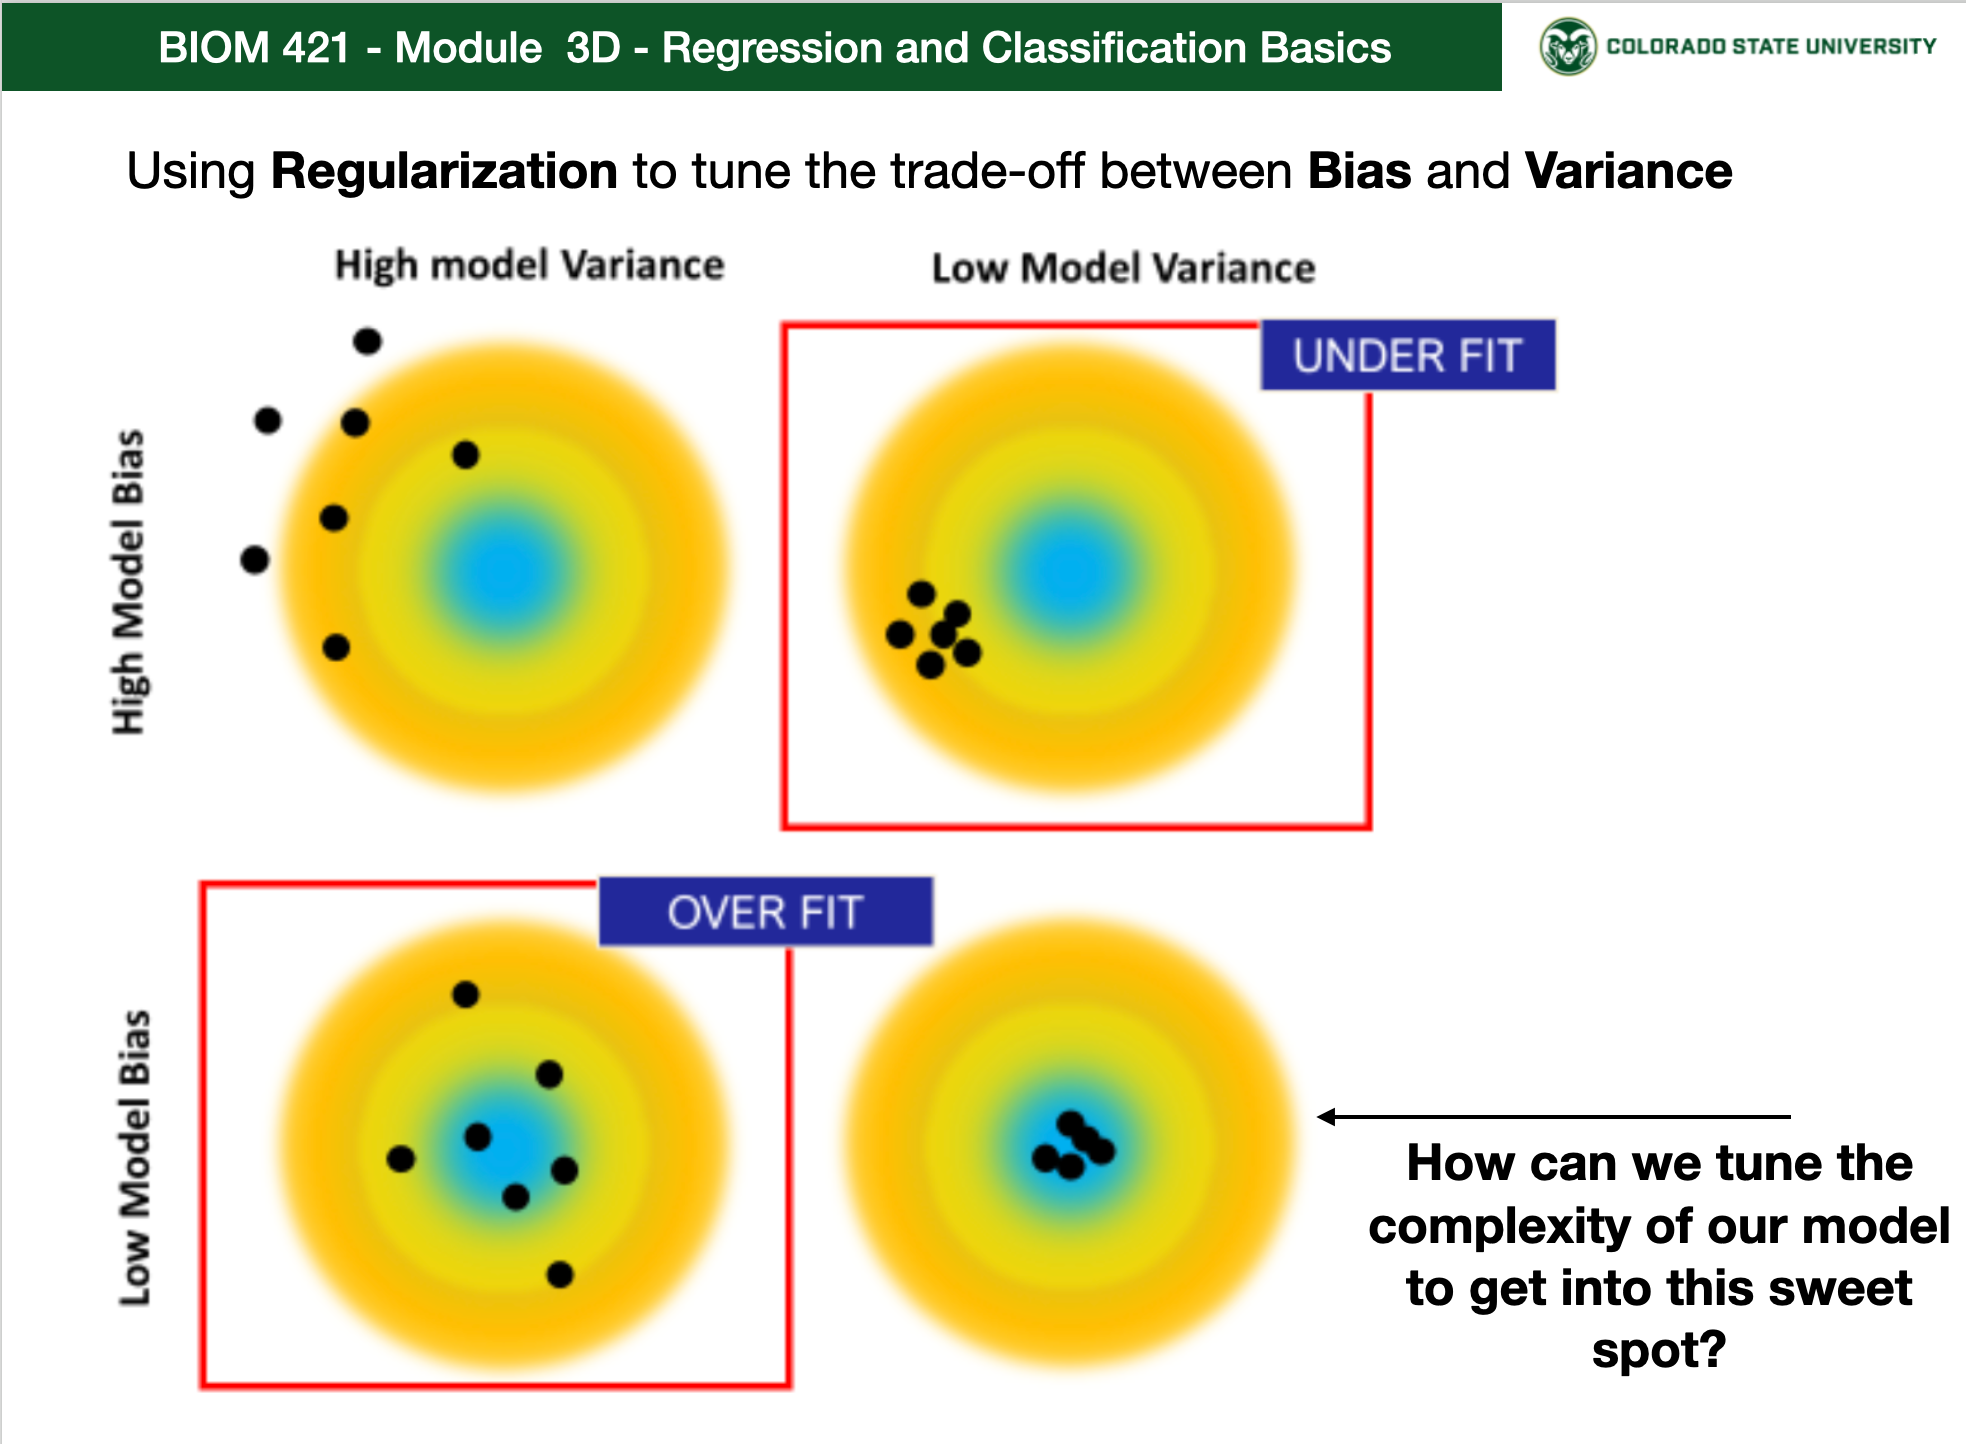 BIOM 421 - Module 3D - Regression and Classification Basics
COLORADO STATE UNIVERSITY
Using Regularization to tune the trade-off between Bias and Variance
High model Variance
Low Model Variance
High Model Bias
UNDER FIT
Low Model Bias
OVER FIT
How can we tune the
complexity of our model
to get into this sweet
spot?